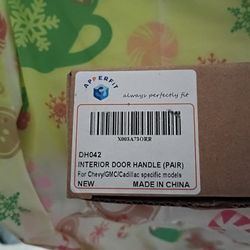 APPERFIT
always perfectly fit
X003A75ORR
DH042
INTERIOR DOOR HANDLE (PAIR)
For Chevy/GMC/Cadillac specific models
NEW MADE IN CHINA